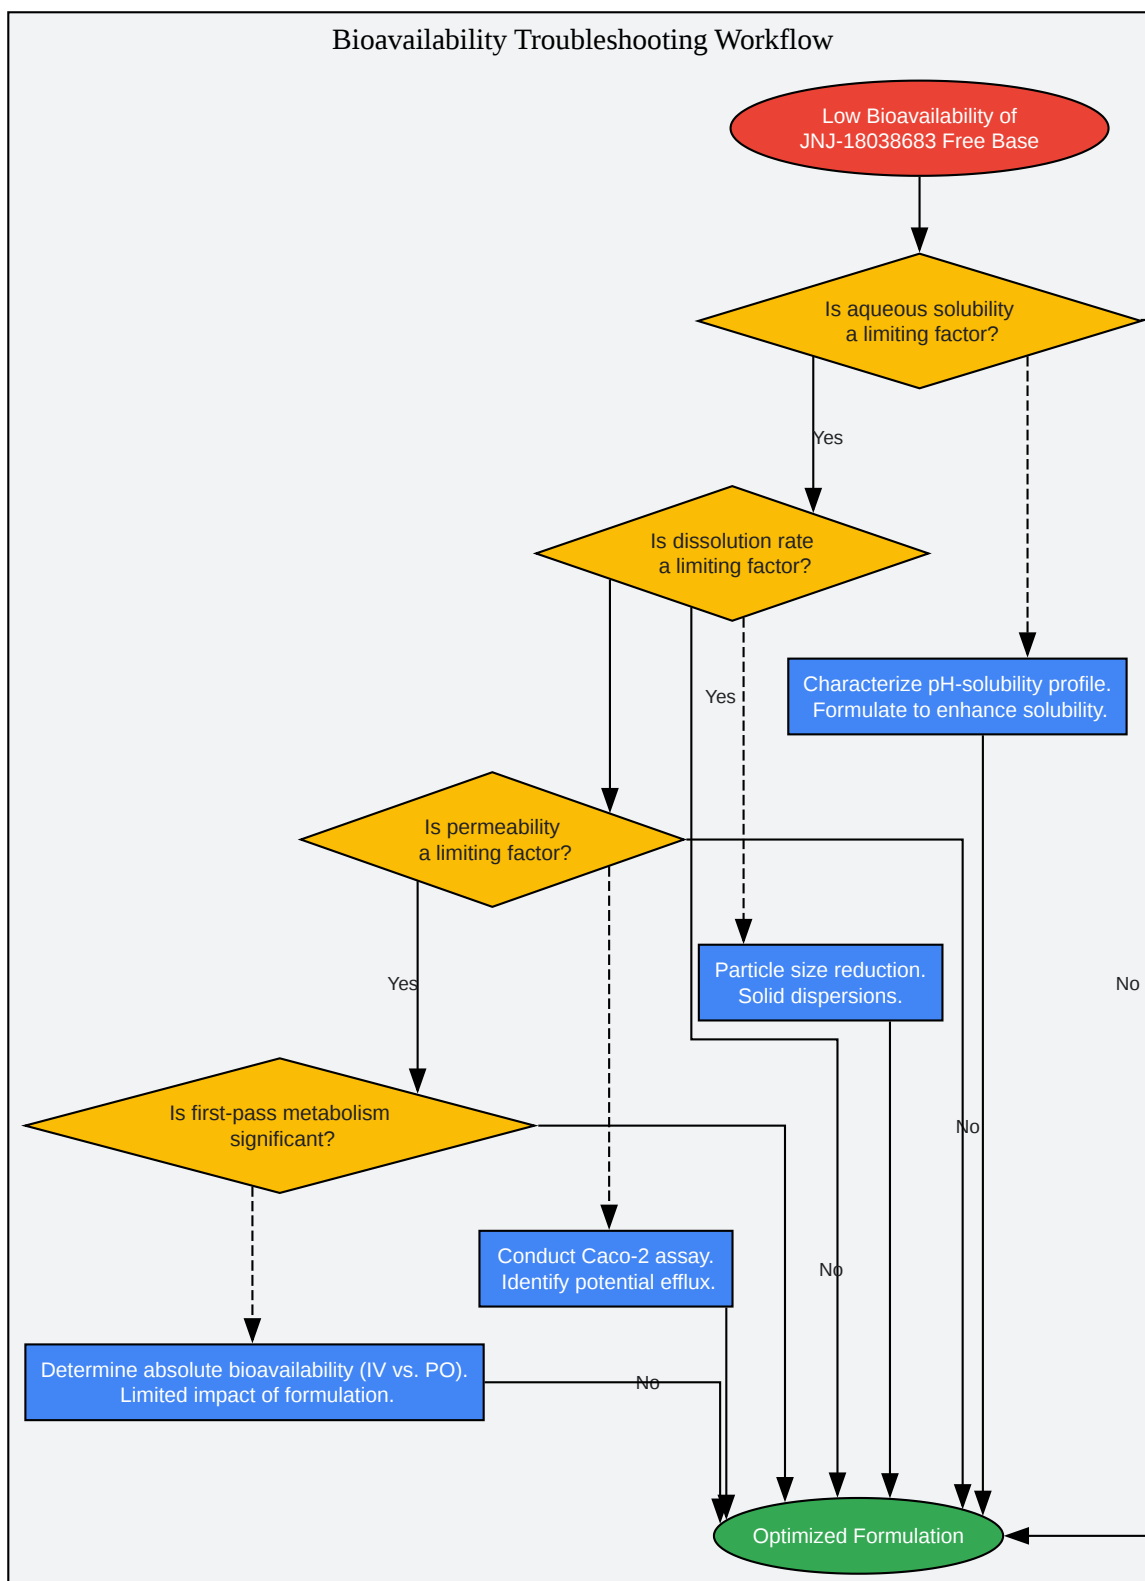 Bioavailability Troubleshooting Workflow
Low Bioavailability of
JNJ-18038683 Free Base
Is aqueous solubility
a limiting factor?
Yes
Is dissolution rate
a limiting factor?
Characterize pH-solubility profile.
Formulate to enhance solubility.
Yes
Is permeability
a limiting factor?
Particle size reduction.
Solid dispersions.
Yes
No
Is first-pass metabolism
significant?
No
Conduct Caco-2 assay.
Identify potential efflux.
No
Determine absolute bioavailability (IV vs. PO).
Limited impact of formulation.
No
Optimized Formulation